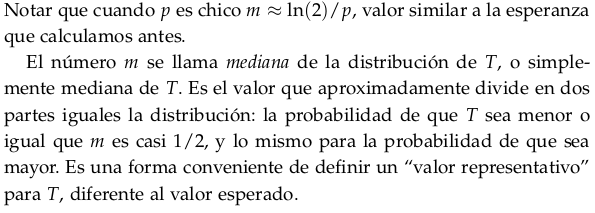 Notar que cuando p es chico m ≈ ln(2)/p, valor similar a la esperanza
que calculamos antes.
El número m se llama mediana de la distribución de T, o simple-
mente mediana de T. Es el valor que aproximadamente divide en dos
partes iguales la distribución: la probabilidad de que T sea menor o
igual que m es casi 1/2, y lo mismo para la probabilidad de que sea
mayor. Es una forma conveniente de definir un “valor representativo”
para T, diferente al valor esperado.